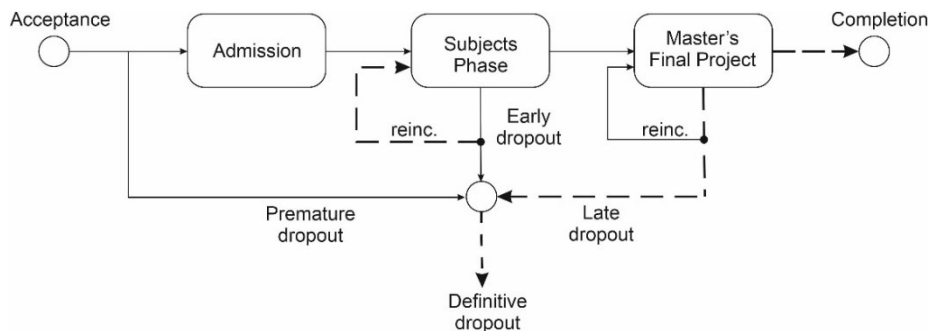 Acceptance
Completion
Admission
Subjects
Phase
Master's
Final Project
reinc.
Early
dropout
reinc.
Premature
dropout
Late
dropout
Definitive
dropout